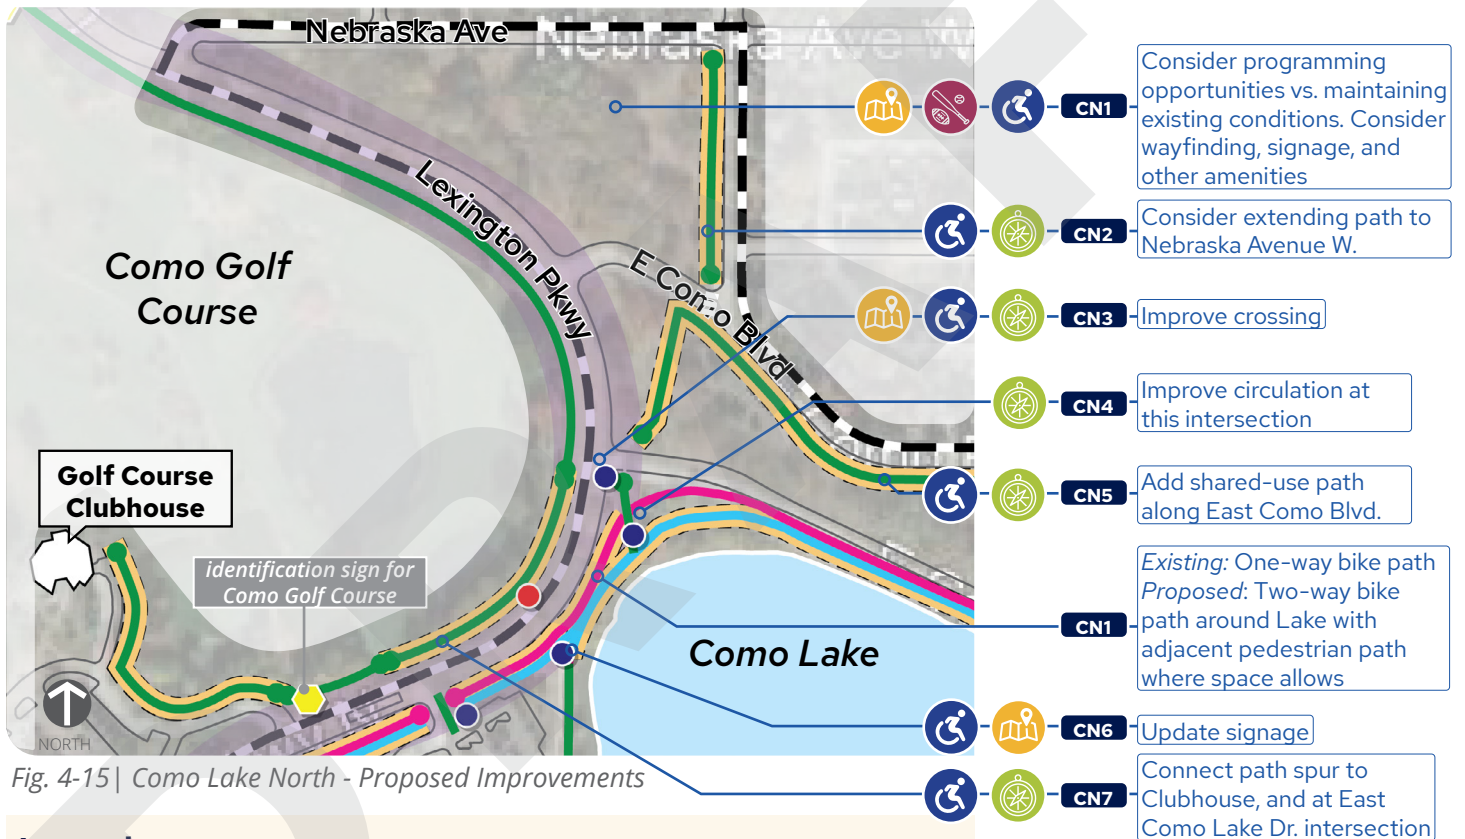 Nebraska Ave
Nebraska Ave W
Lexington Pkwy
E Como Blvd
Como Golf
Course
Golf Course
Clubhouse
identification sign for
Como Golf Course
Como Lake
NORTH
CN1
Consider programming
opportunities vs. maintaining
existing conditions. Consider
wayfinding, signage, and
other amenities
CN2
Consider extending path to
Nebraska Avenue W.
CN3
Improve crossing
CN4
Improve circulation at
this intersection
CN5
Add shared-use path
along East Como Blvd.
CN1
Existing: One-way bike path
Proposed: Two-way bike
path around Lake with
adjacent pedestrian path
where space allows
CN6
Update signage
CN7
Connect path spur to
Clubhouse, and at East
Como Lake Dr. intersection
Fig. 4-15| Como Lake North - Proposed Improvements